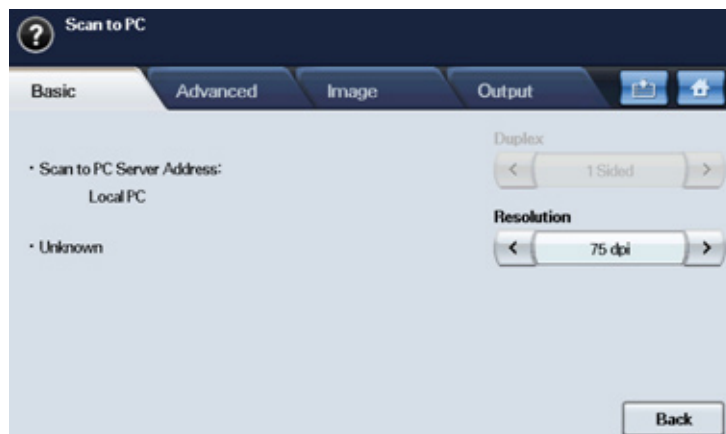 Scan to PC
Basic
Advanced
Image
Output
Duplex
· Scan to PC Server Address:
1 Sided
Local PC
Resolution
· Unknown
75 dpi
Back